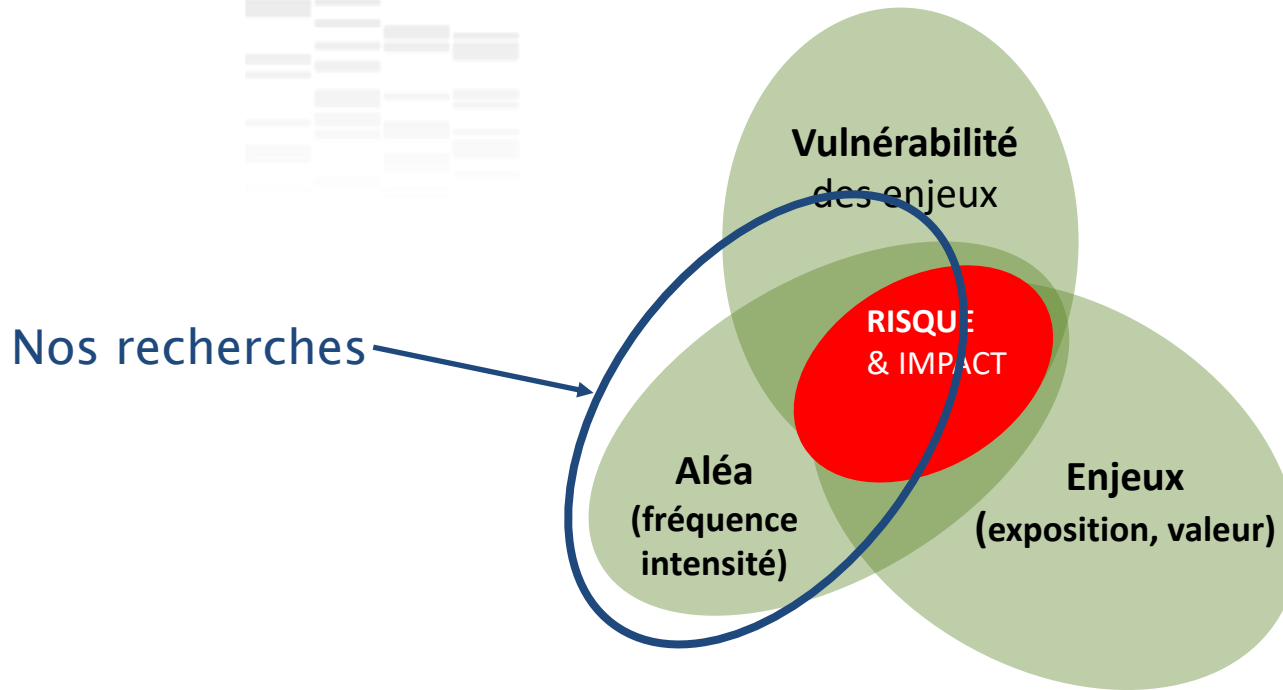 Vulnérabilité
des enjeux
RISQUE
& IMPACT
Nos recherches
Aléa
(fréquence
intensité)
Enjeux
(exposition, valeur)